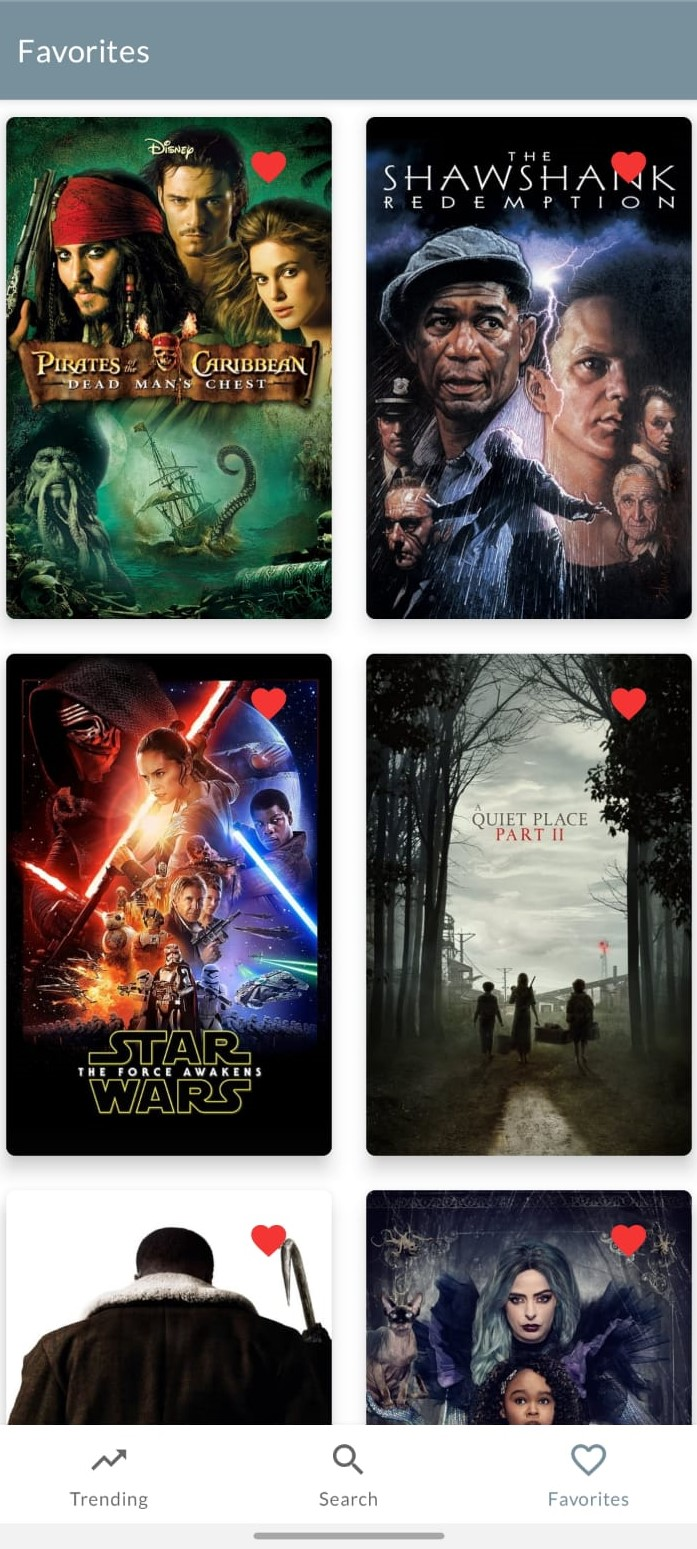 Favorites
Disney
PIRATES of the CARIBBEAN
DEAD MAN'S CHEST
THE
SHAWSHANK
REDEMPTION
STAR
THE FORCE AWAKENS
WARS
A
QUIET PLACE
PART II
Trending
Search
Favorites